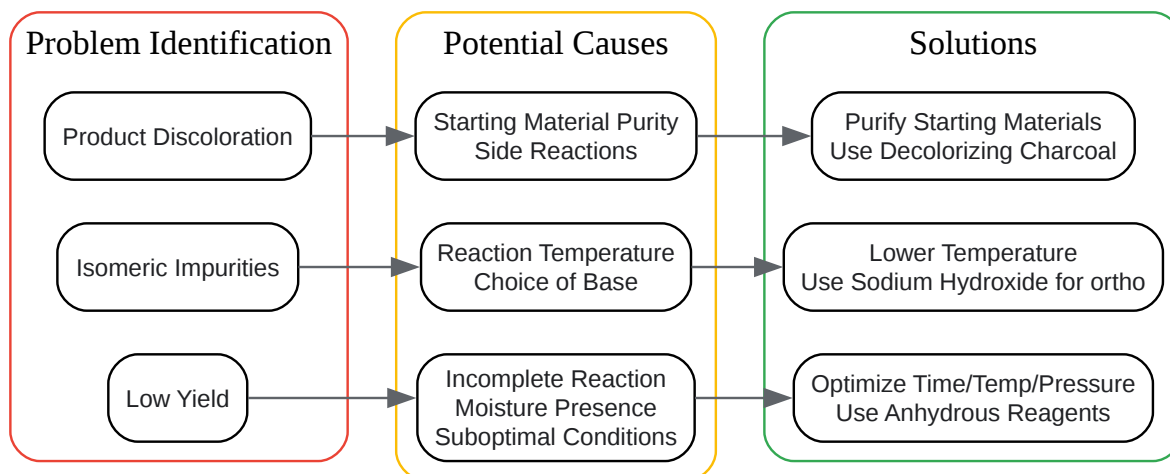 Problem Identification
Potential Causes
Solutions
Product Discoloration
Starting Material Purity
Side Reactions
Purify Starting Materials
Use Decolorizing Charcoal
Isomeric Impurities
Reaction Temperature
Choice of Base
Lower Temperature
Use Sodium Hydroxide for ortho
Low Yield
Incomplete Reaction
Moisture Presence
Suboptimal Conditions
Optimize Time/Temp/Pressure
Use Anhydrous Reagents